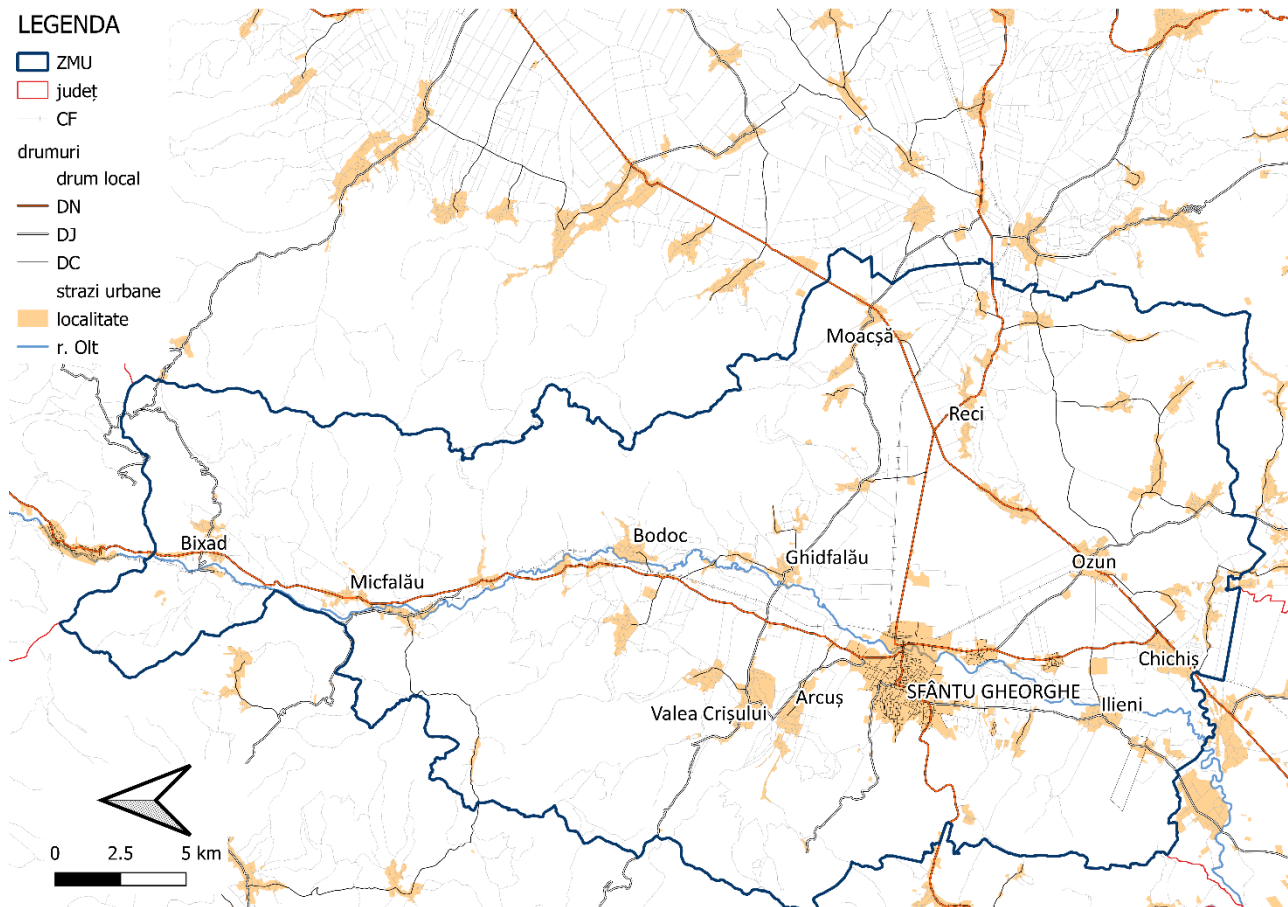 LEGENDA
ZMU
județ
CF
drumuri
drum local
DN
DJ
DC
strazi urbane
localitate
r. Olt
Moacșă
Reci
Bixad
Bodoc
Micfalău
Ghidfalău
Ozun
Chichiș
SFÂNTU GHEORGHE
Arcuș
Ilieni
Valea Crișului
0 2.5 5 km